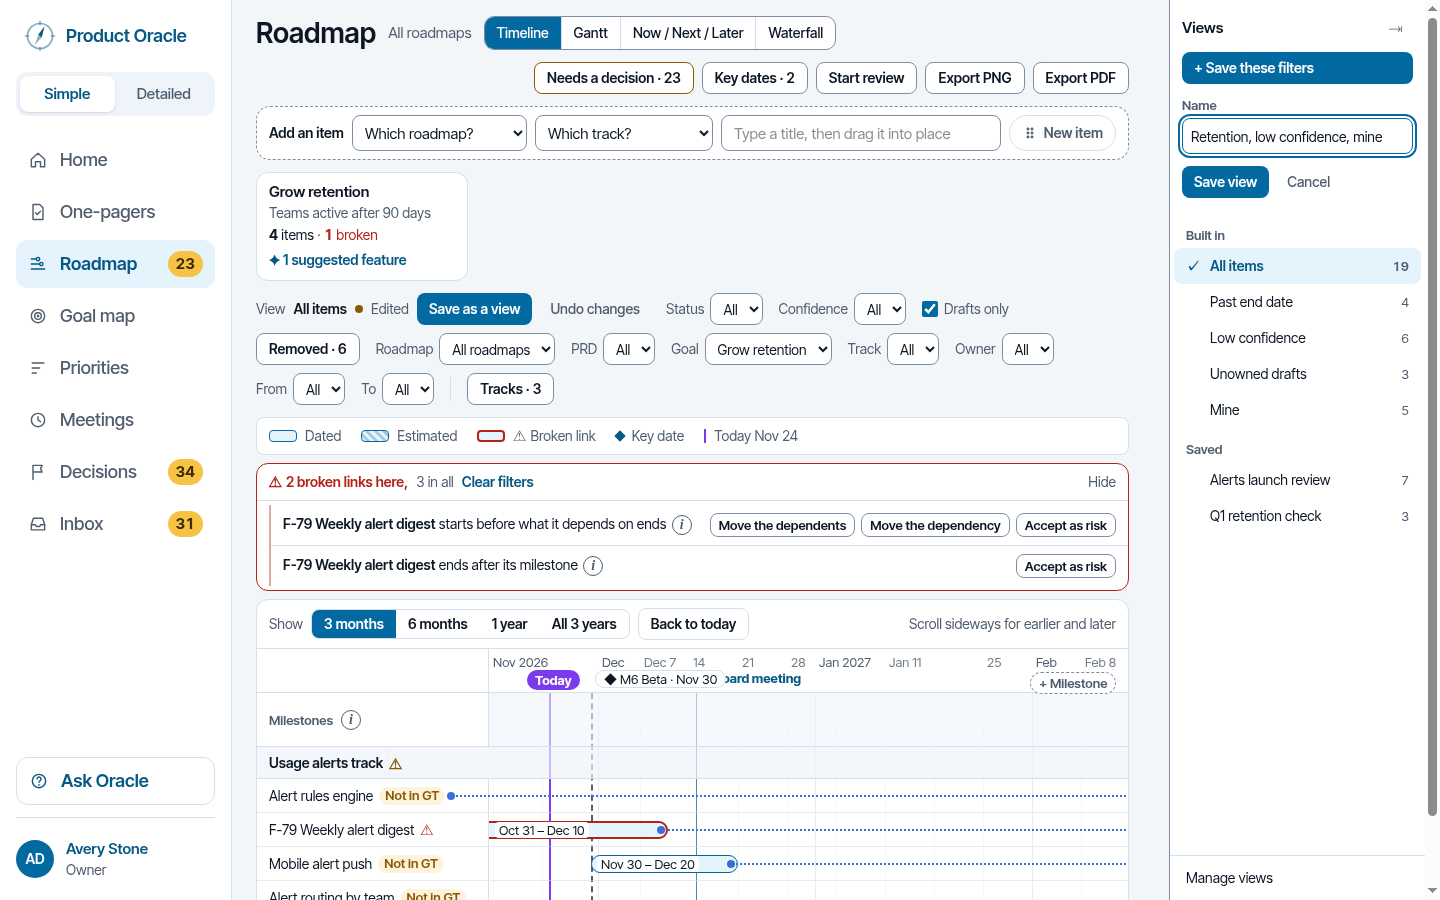 Product Oracle
Simple Detailed
Home
One-pagers
Roadmap 23
Goal map
Priorities
Meetings
Decisions 34
Inbox 31
Ask Oracle
AD Avery Stone
Owner
Roadmap All roadmaps Timeline Gantt Now / Next / Later Waterfall
Needs a decision · 23 Key dates · 2 Start review Export PNG Export PDF
Add an item Which roadmap? Which track? Type a title, then drag it into place New item
Grow retention
Teams active after 90 days
4 items · 1 broken
1 suggested feature
View All items Edited Save as a view Undo changes Status All Confidence All Drafts only
Removed · 6 Roadmap All roadmaps PRD All Goal Grow retention Track All Owner All
From All To All Tracks · 3
Dated Estimated Broken link Key date Today Nov 24
2 broken links here, 3 in all Clear filters Hide
F-79 Weekly alert digest starts before what it depends on ends i Move the dependents Move the dependency Accept as risk
F-79 Weekly alert digest ends after its milestone i Accept as risk
Show 3 months 6 months 1 year All 3 years Back to today Scroll sideways for earlier and later
Nov 2026 Dec Dec 7 14 21 28 Jan 2027 Jan 11 25 Feb Feb 8
Today M6 Beta · Nov 30 oard meeting + Milestone
Milestones i
Usage alerts track
Alert rules engine Not in GT
F-79 Weekly alert digest Oct 31 – Dec 10
Mobile alert push Not in GT Nov 30 – Dec 20
Alert routing by team Not in GT
Views
+ Save these filters
Name
Retention, low confidence, mine
Save view Cancel
Built in
✓ All items 19
Past end date 4
Low confidence 6
Unowned drafts 3
Mine 5
Saved
Alerts launch review 7
Q1 retention check 3
Manage views